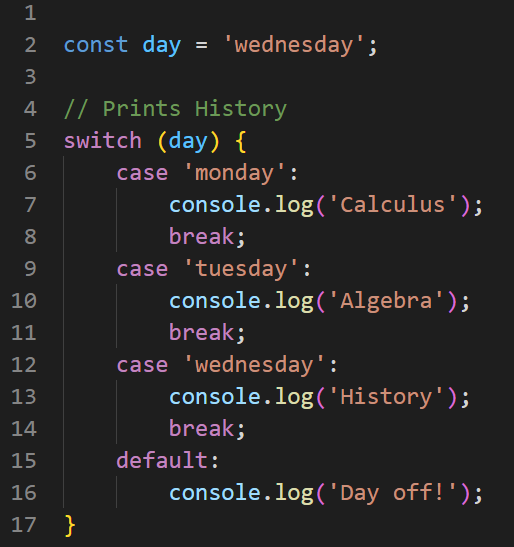 1
2 const day = 'wednesday';
3
4 // Prints History
5 switch (day) {
6     case 'monday':
7         console.log('Calculus');
8         break;
9     case 'tuesday':
10         console.log('Algebra');
11         break;
12     case 'wednesday':
13         console.log('History');
14         break;
15     default:
16         console.log('Day off!');
17 }